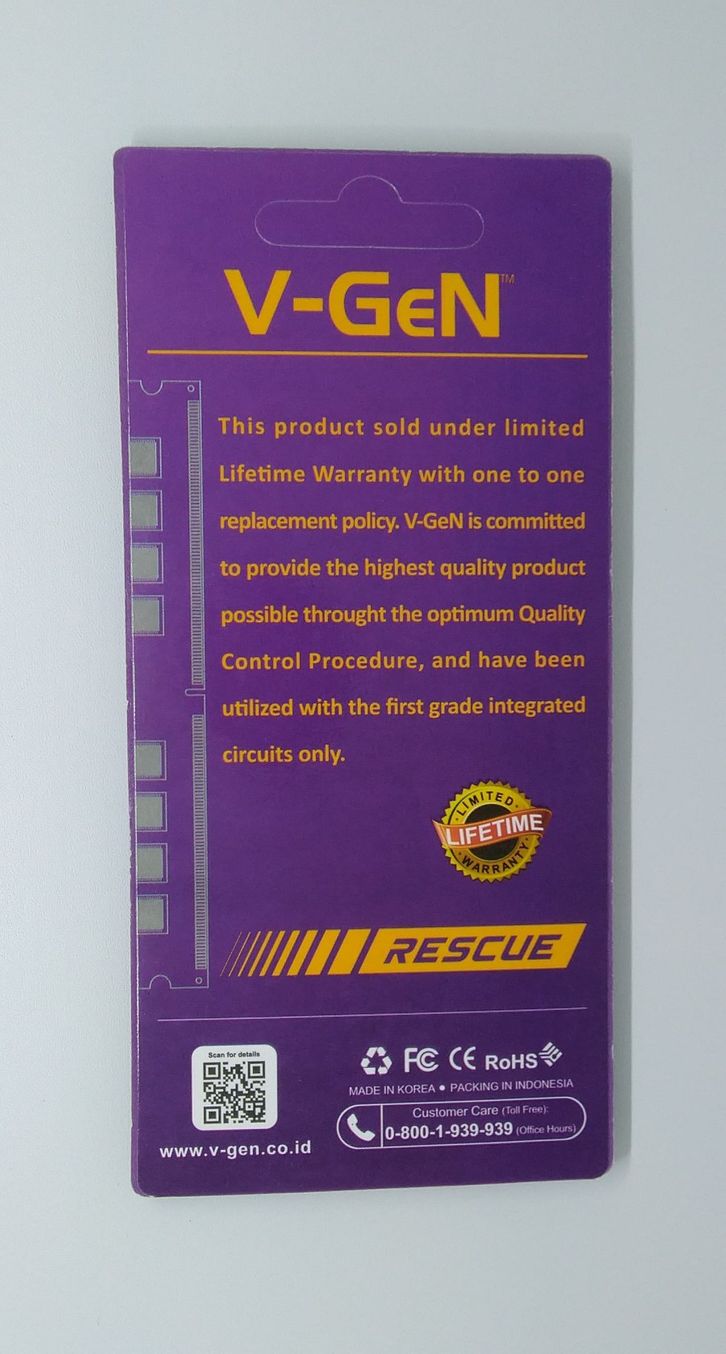 V-GeN™
This product sold under limited
Lifetime Warranty with one to one
replacement policy. V-GeN is committed
to provide the highest quality product
possible throught the optimum Quality
Control Procedure, and have been
utilized with the first grade integrated
circuits only.
LIMITED
LIFETIME
WARRANTY
RESCUE
Scan for details
www.v-gen.co.id
FC CE RoHS
MADE IN KOREA ● PACKING IN INDONESIA
Customer Care (Toll Free):
0-800-1-939-939 (Office Hours)